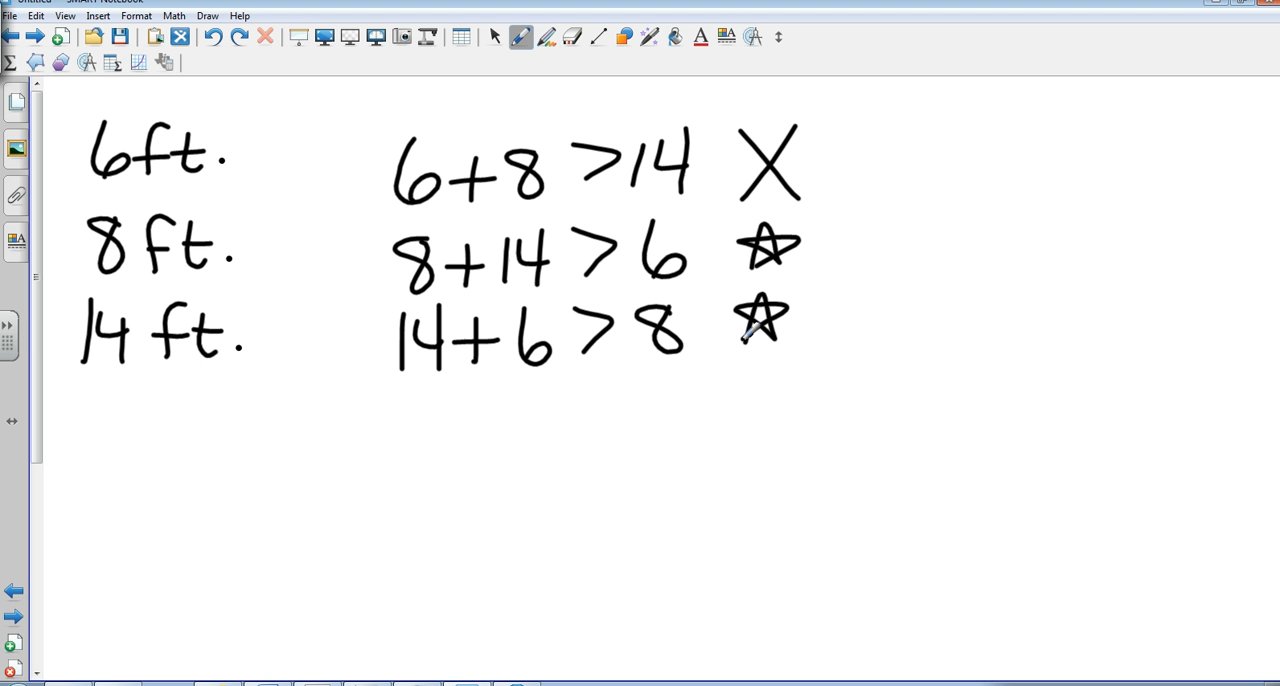 File Edit View Insert Format Math Draw Help
6ft. 6+8 >14 X
8 ft. 8+14 > 6
14 ft. 14+6 > 8